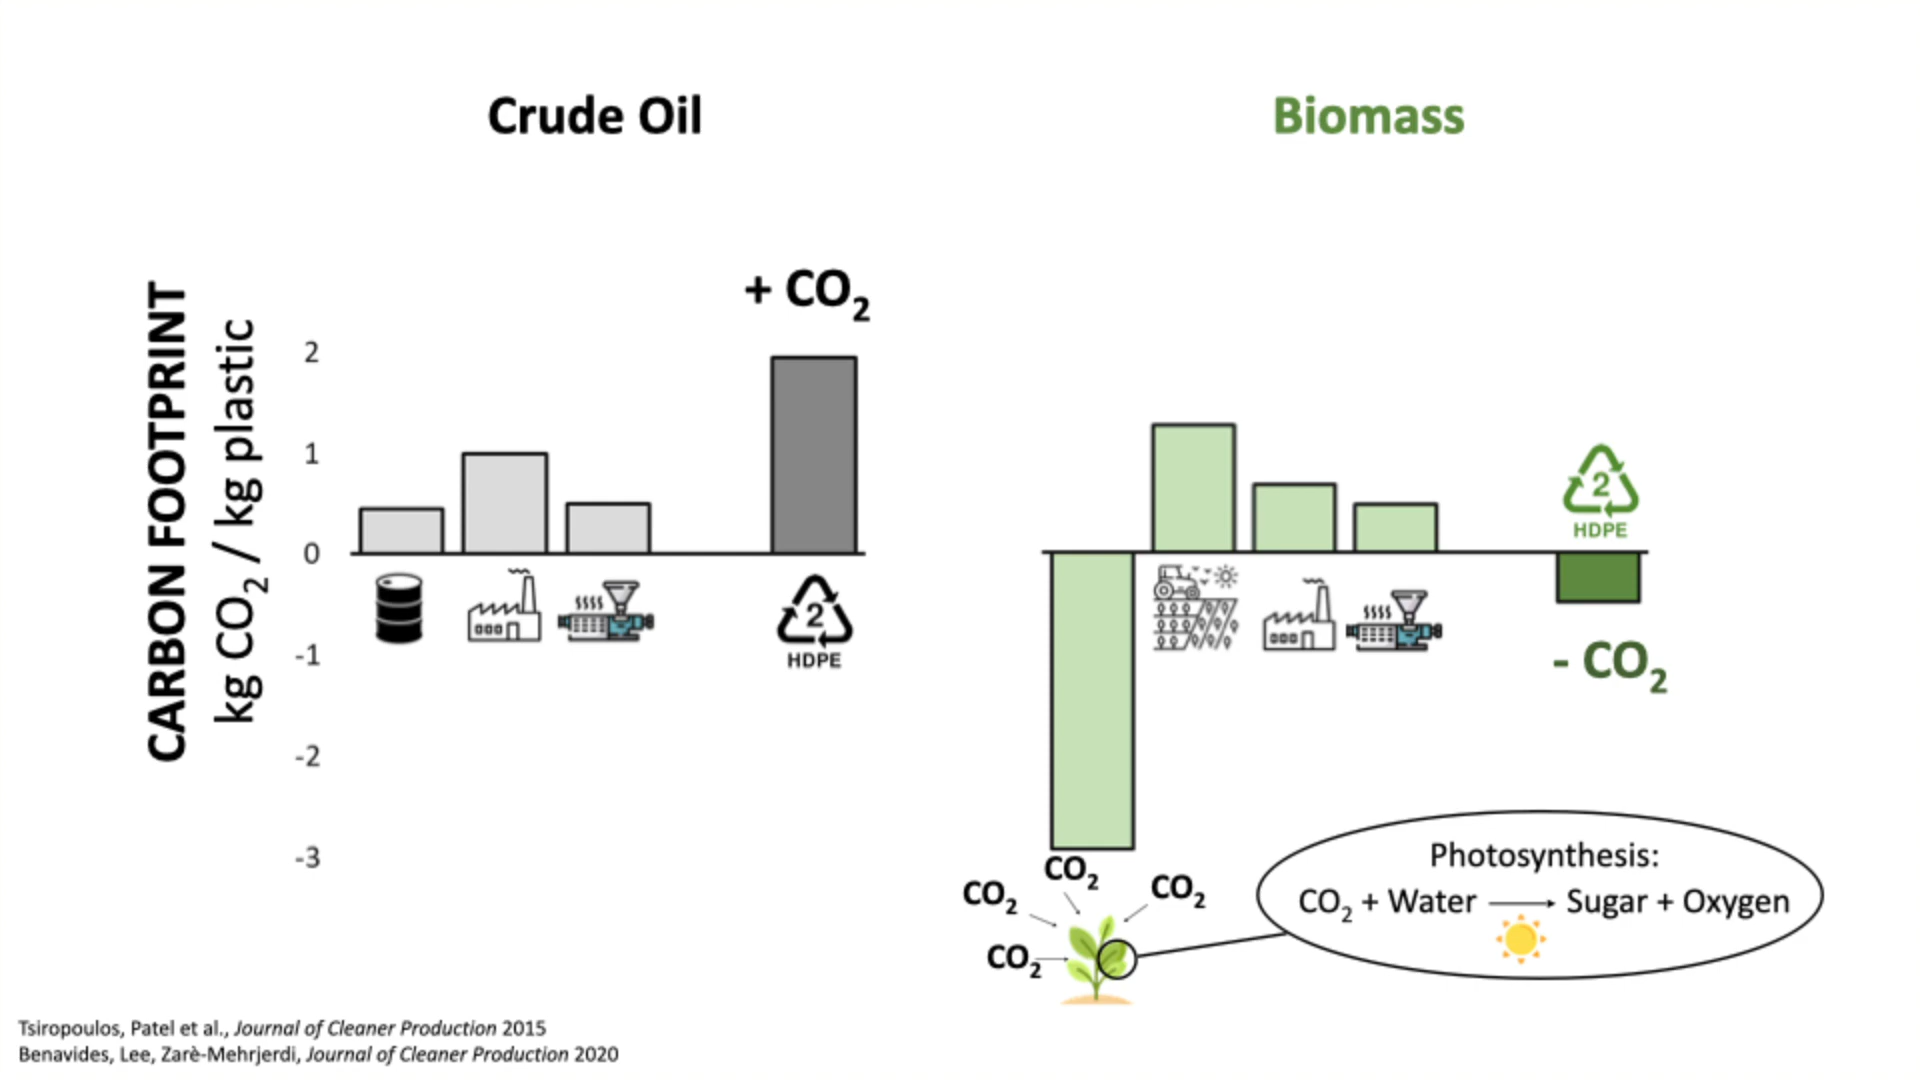 Crude Oil
Biomass
CARBON FOOTPRINT
kg CO₂ / kg plastic
+ CO₂
2
1
0
-1
-2
-3
2
HDPE
2
HDPE
- CO₂
CO₂
CO₂
CO₂
CO₂
Photosynthesis:
CO₂ + Water ⟶ Sugar + Oxygen
Tsiropoulos, Patel et al., Journal of Cleaner Production 2015
Benavides, Lee, Zarè-Mehrjerdi, Journal of Cleaner Production 2020